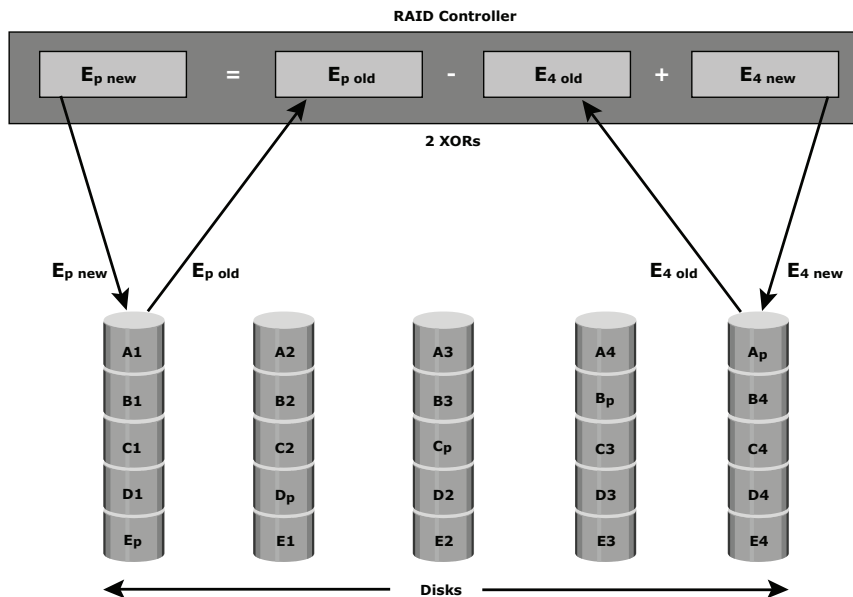 RAID Controller
Ep new = Ep old - E4 old + E4 new
2 XORs
Ep new
Ep old
E4 old
E4 new
A1 A2 A3 A4 Ap
B1 B2 B3 Bp B4
C1 C2 Cp C3 C4
D1 Dp D2 D3 D4
Ep E1 E2 E3 E4
Disks